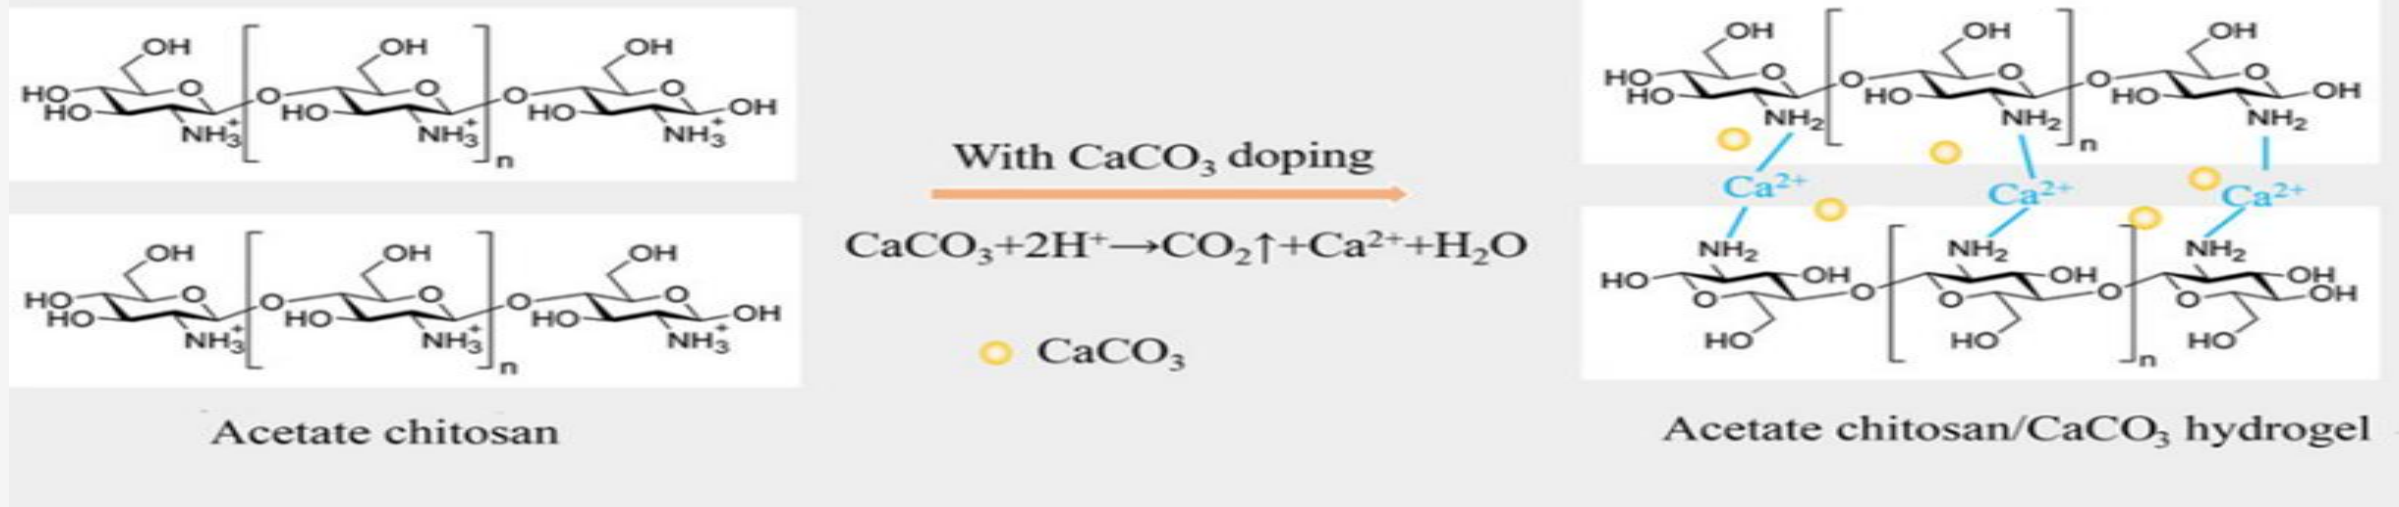 OH OH OH
HO O O O O O OH
HO HO HO
NH₃⁺ NH₃⁺ NH₃⁺
n
OH OH OH
HO O O O O O OH
HO HO HO
NH₃⁺ NH₃⁺ NH₃⁺
n
Acetate chitosan
With CaCO₃ doping
CaCO₃+2H⁺→CO₂↑+Ca²⁺+H₂O
CaCO₃
OH OH OH
HO O O O O O OH
HO HO HO
NH₂ NH₂ NH₂
n
Ca²⁺ Ca²⁺ Ca²⁺
NH₂ NH₂ NH₂
HO OH OH OH
O O O O O OH
HO HO HO
n
Acetate chitosan/CaCO₃ hydrogel